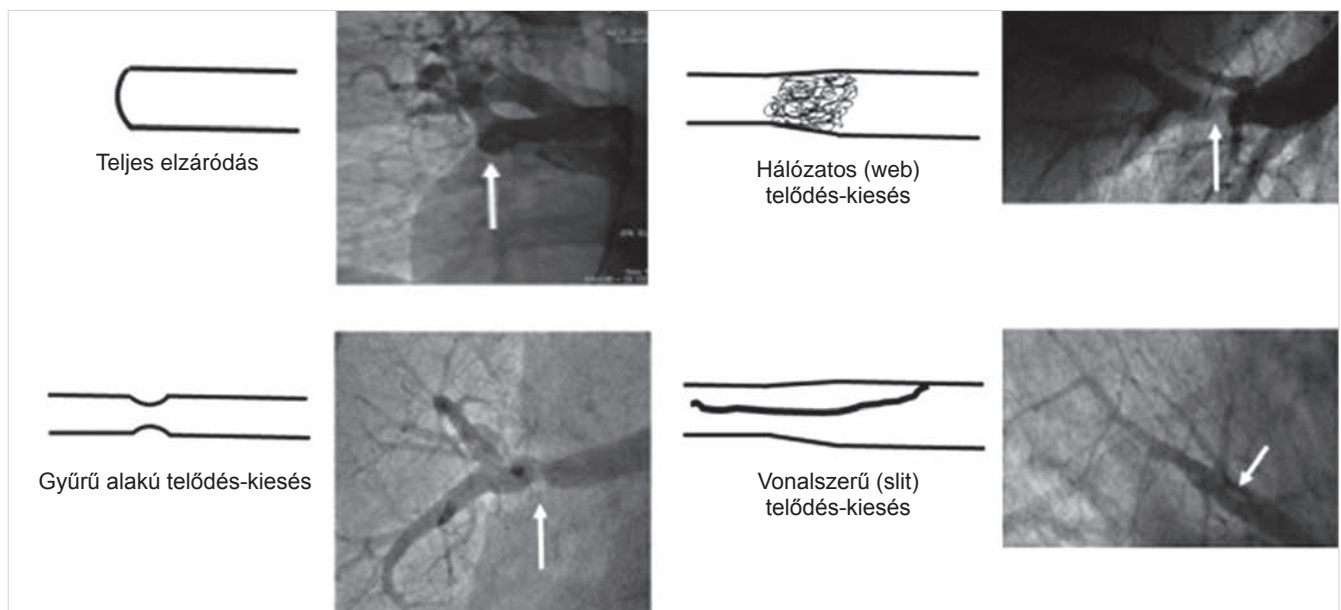 Teljes elzáródás
Hálózatos (web)
telődés-kiesés
Gyűrű alakú telődés-kiesés
Vonalszerű (slit)
telődés-kiesés